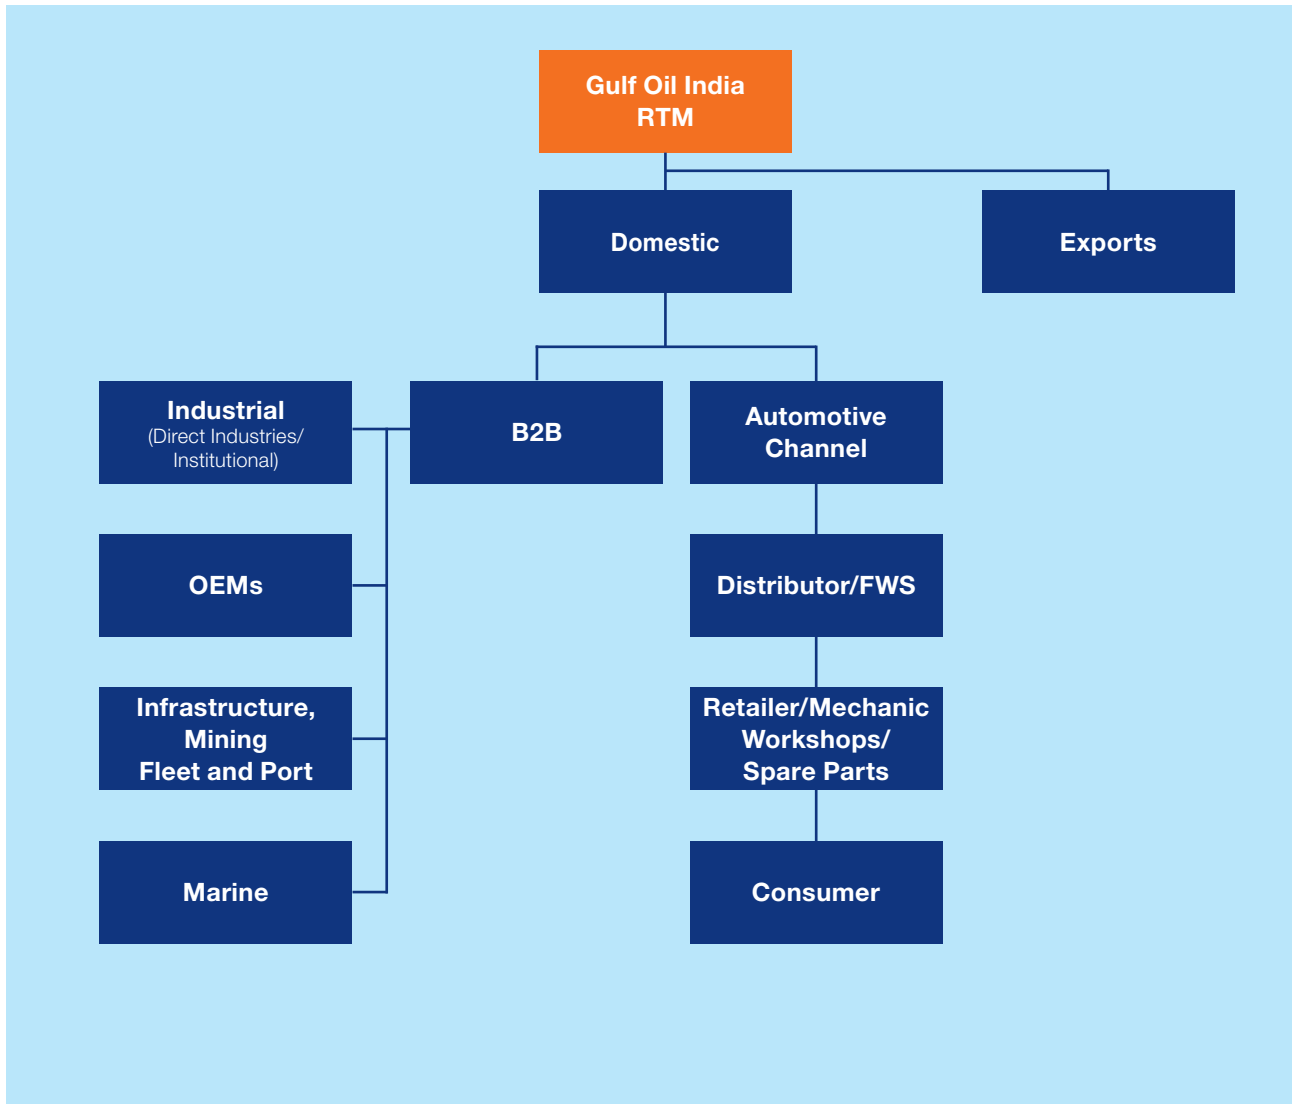 Gulf Oil India
RTM
Domestic
Exports
Industrial
(Direct Industries/
Institutional)
B2B
Automotive
Channel
OEMs
Distributor/FWS
Infrastructure,
Mining
Fleet and Port
Retailer/Mechanic
Workshops/
Spare Parts
Marine
Consumer